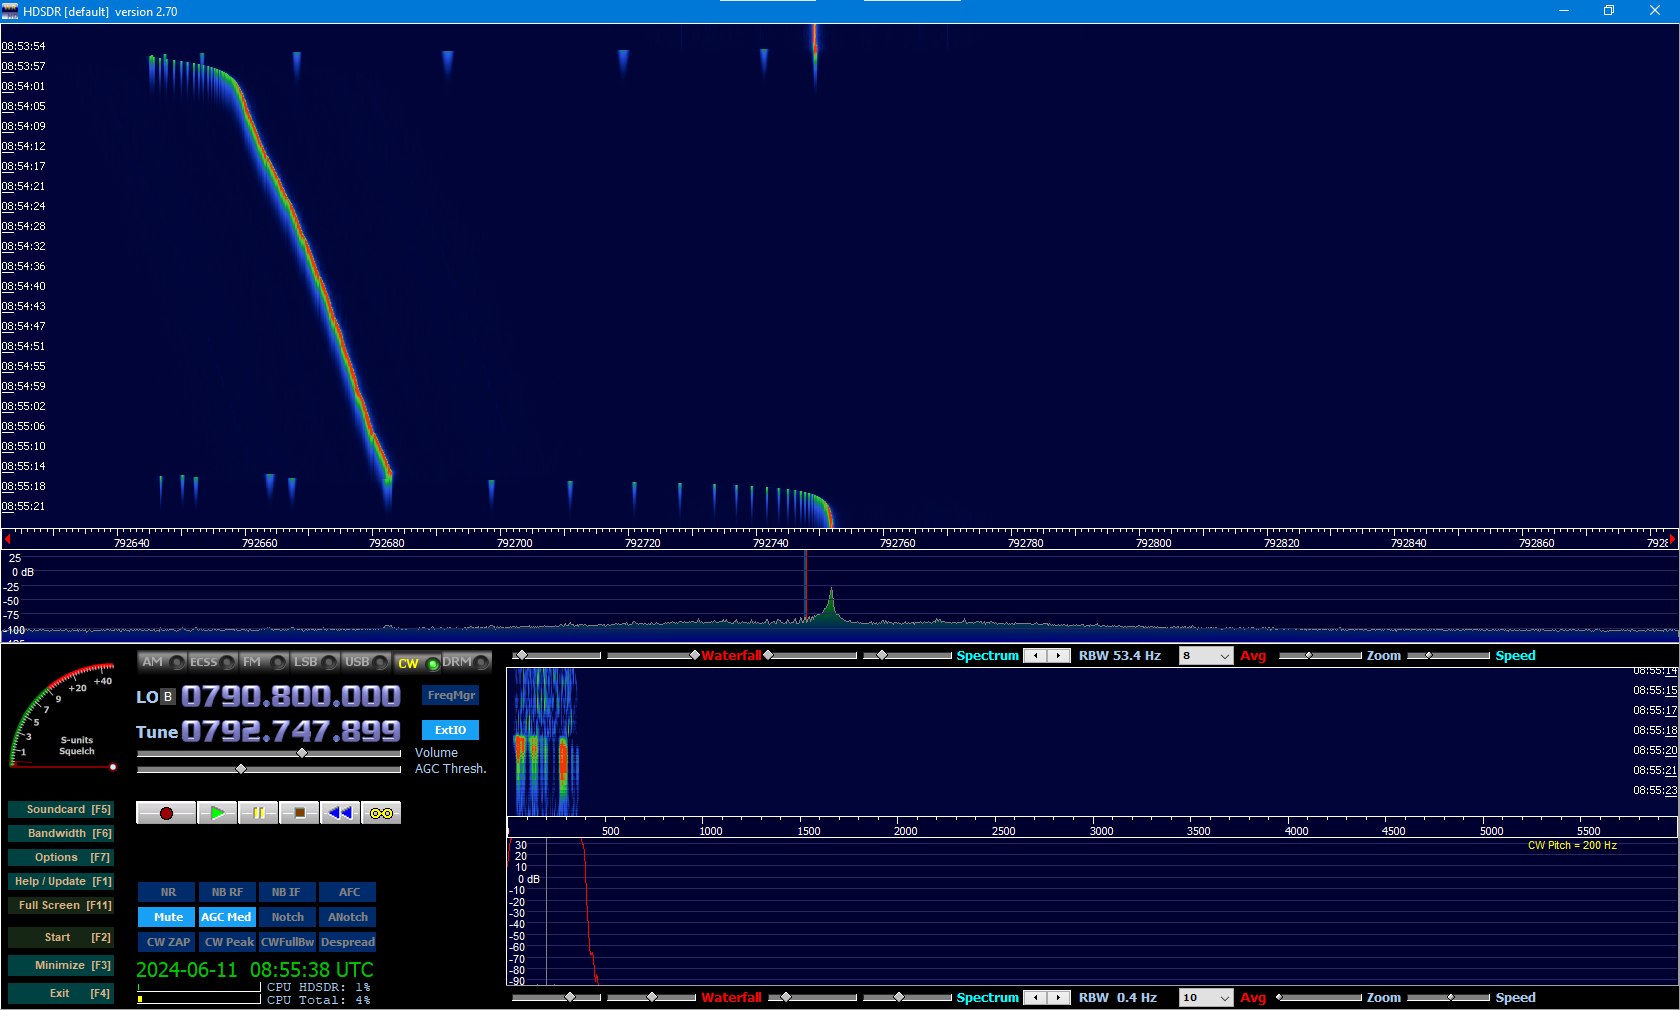 HDSDR [default]  version 2.70
08:53:54
08:53:57
08:54:01
08:54:05
08:54:09
08:54:12
08:54:17
08:54:21
08:54:24
08:54:28
08:54:32
08:54:36
08:54:40
08:54:43
08:54:47
08:54:51
08:54:55
08:54:59
08:55:02
08:55:06
08:55:10
08:55:14
08:55:18
08:55:21
792640 792660 792680 792700 792720 792740 792760 792780 792800 792820 792840 792860
25
0 dB
-25
-50
-75
-100
Waterfall Spectrum RBW 53.4 Hz 8 Avg Zoom Speed
AM ECSS FM LSB USB CW DRM
+40
+20
9
7
5
3
1
S-units
Squelch
LO B 0790.800.000 FreqMgr
Tune 0792.747.899 ExtIO
Volume
AGC Thresh.
08:55:14
08:55:15
08:55:17
08:55:18
08:55:20
08:55:21
08:55:23
Soundcard [F5]
Bandwidth [F6]
Options [F7]
Help / Update [F1]
Full Screen [F11]
Start [F2]
Minimize [F3]
Exit [F4]
NR NB RF NB IF AFC
Mute AGC Med Notch ANotch
CW ZAP CW Peak CWFullBw Despread
2024-06-11 08:55:38 UTC
CPU HDSDR: 1%
CPU Total: 4%
500 1000 1500 2000 2500 3000 3500 4000 4500 5000 5500
CW Pitch = 200 Hz
30
20
10
0 dB
-10
-20
-30
-40
-50
-60
-70
-80
-90
Waterfall Spectrum RBW 0.4 Hz 10 Avg Zoom Speed